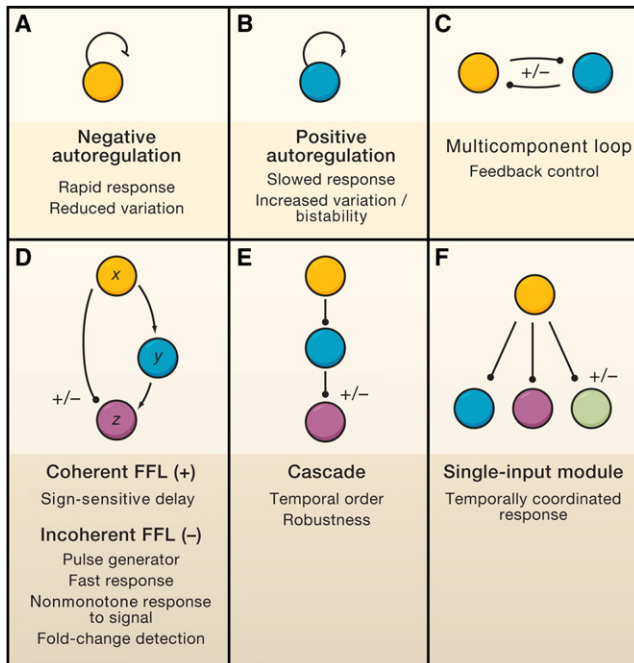 A
Negative
autoregulation
Rapid response
Reduced variation
B
Positive
autoregulation
Slowed response
Increased variation /
bistability
C
+/–
Multicomponent loop
Feedback control
D
x
y
+/–
z
Coherent FFL (+)
Sign-sensitive delay
Incoherent FFL (–)
Pulse generator
Fast response
Nonmonotone response
to signal
Fold-change detection
E
+/–
Cascade
Temporal order
Robustness
F
+/–
Single-input module
Temporally coordinated
response